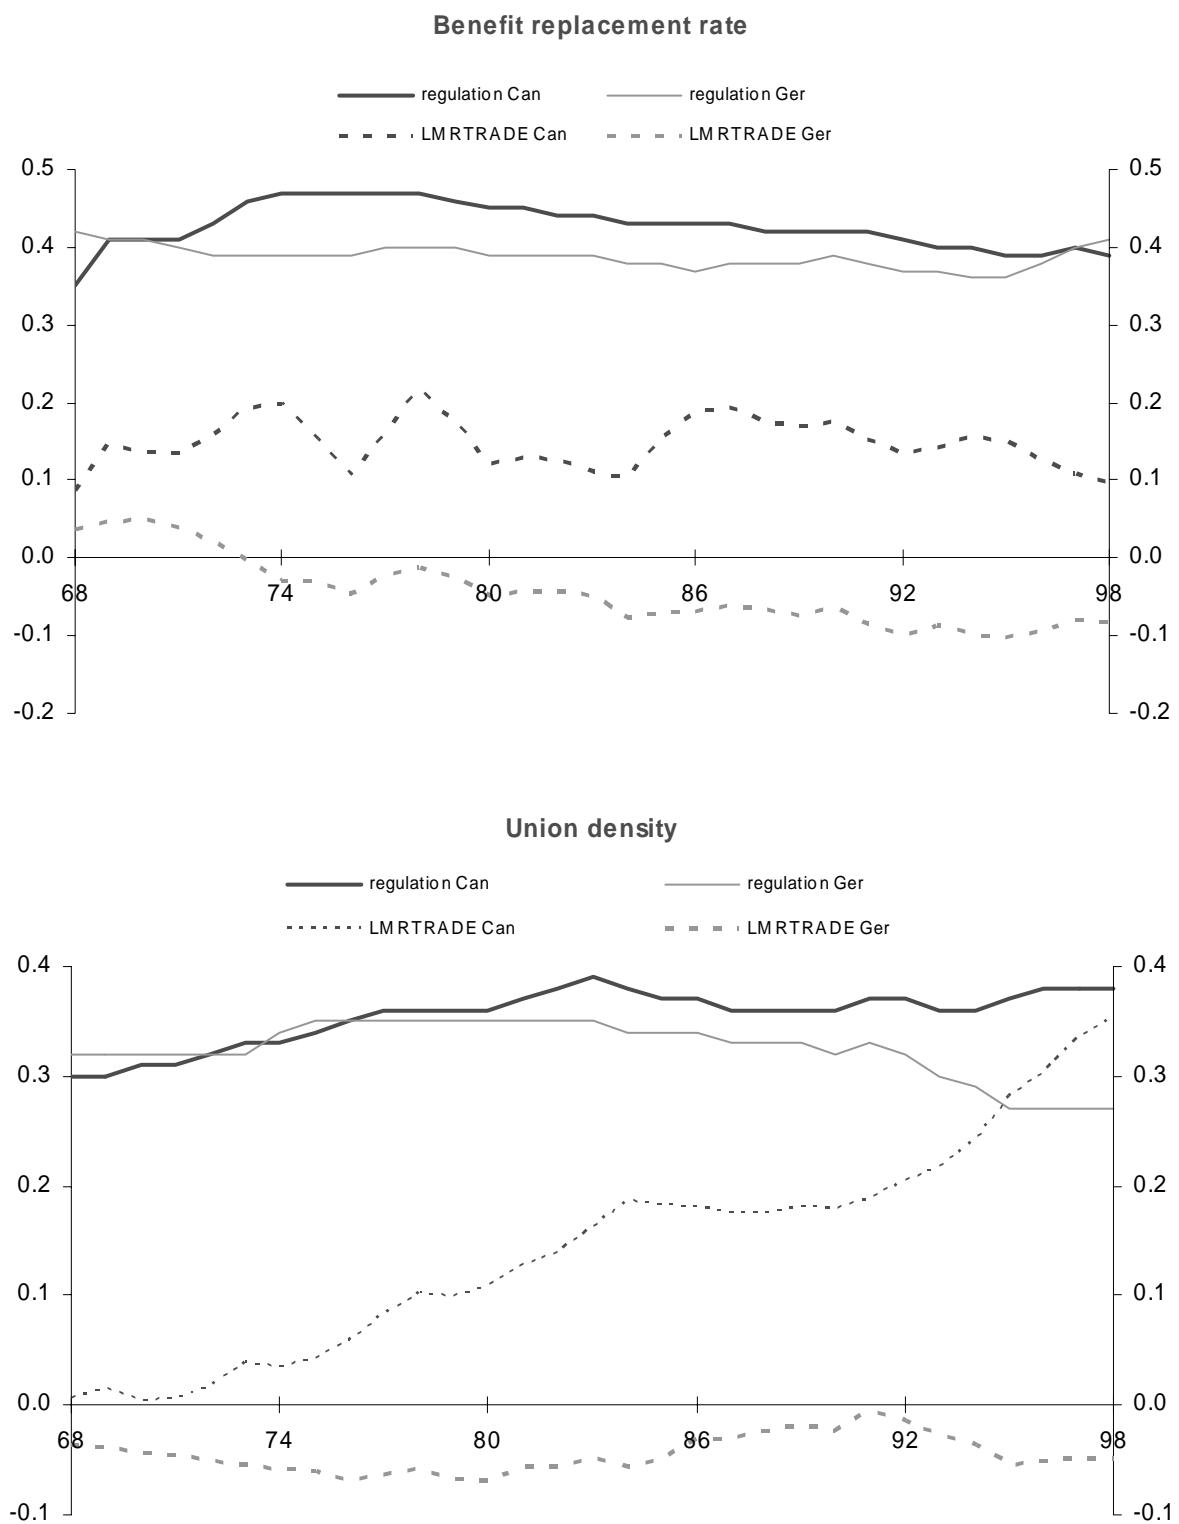 Benefit replacement rate
regulation Can regulation Ger
LMRTRADE Can LMRTRADE Ger
0.5 0.5
0.4 0.4
0.3 0.3
0.2 0.2
0.1 0.1
0.0 0.0
68 74 80 86 92 98
-0.1 -0.1
-0.2 -0.2
Union density
regulation Can regulation Ger
LMRTRADE Can LMRTRADE Ger
0.4 0.4
0.3 0.3
0.2 0.2
0.1 0.1
0.0 0.0
68 74 80 86 92 98
-0.1 -0.1